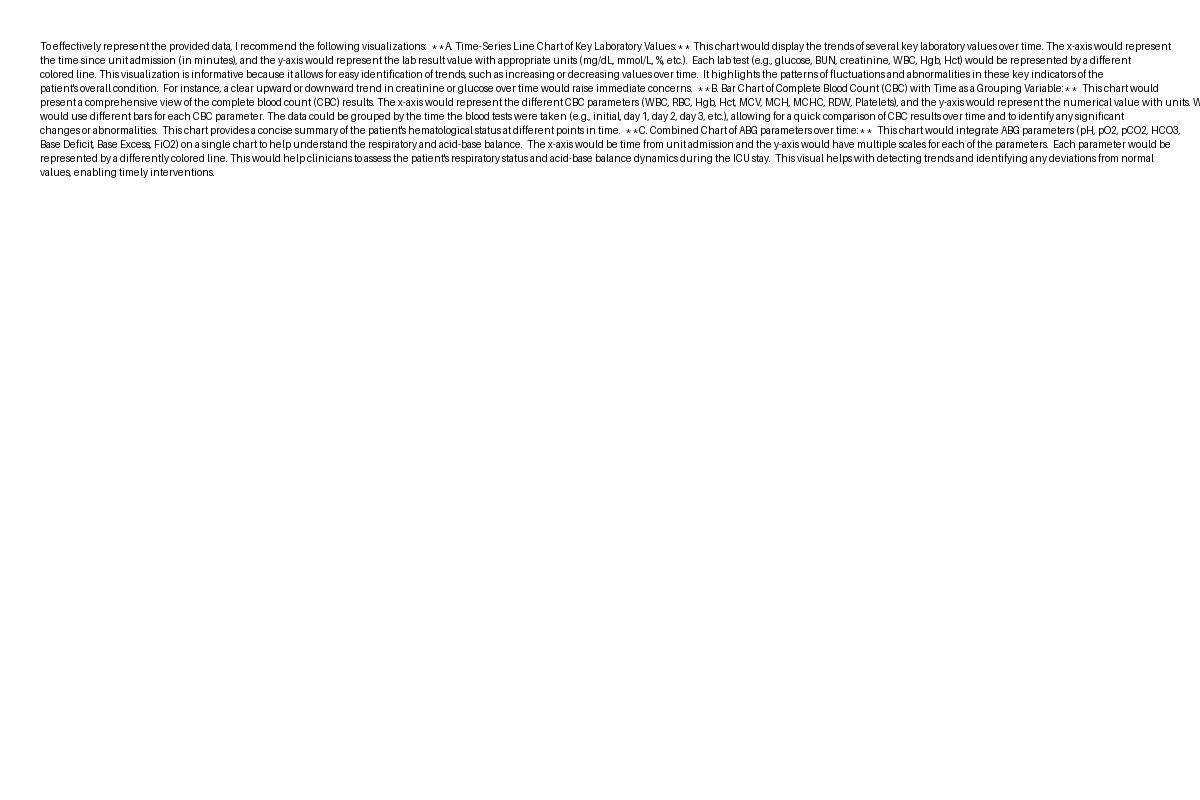 To effectively represent the provided data, I recommend the following visualizations:  **A. Time-Series Line Chart of Key Laboratory Values:** This chart would display the trends of several key laboratory values over time. The x-axis would represent
the time since unit admission (in minutes), and the y-axis would represent the lab result value with appropriate units (mg/dL, mmol/L, %, etc.).  Each lab test (e.g., glucose, BUN, creatinine, WBC, Hgb, Hct) would be represented by a different
colored line. This visualization is informative because it allows for easy identification of trends, such as increasing or decreasing values over time.  It highlights the patterns of fluctuations and abnormalities in these key indicators of the
patient's overall condition.  For instance, a clear upward or downward trend in creatinine or glucose over time would raise immediate concerns.  **B. Bar Chart of Complete Blood Count (CBC) with Time as a Grouping Variable:**  This chart would
present a comprehensive view of the complete blood count (CBC) results. The x-axis would represent the different CBC parameters (WBC, RBC, Hgb, Hct, MCV, MCH, MCHC, RDW, Platelets), and the y-axis would represent the numerical value with units. W
would use different bars for each CBC parameter. The data could be grouped by the time the blood tests were taken (e.g., initial, day 1, day 2, day 3, etc.), allowing for a quick comparison of CBC results over time and to identify any significant
changes or abnormalities.  This chart provides a concise summary of the patient's hematological status at different points in time.  **C. Combined Chart of ABG parameters over time:**  This chart would integrate ABG parameters (pH, pO2, pCO2, HCO3,
Base Deficit, Base Excess, FiO2) on a single chart to help understand the respiratory and acid-base balance.  The x-axis would be time from unit admission and the y-axis would have multiple scales for each of the parameters.  Each parameter would be
represented by a differently colored line. This would help clinicians to assess the patient's respiratory status and acid-base balance dynamics during the ICU stay.  This visual helps with detecting trends and identifying any deviations from normal
values, enabling timely interventions.